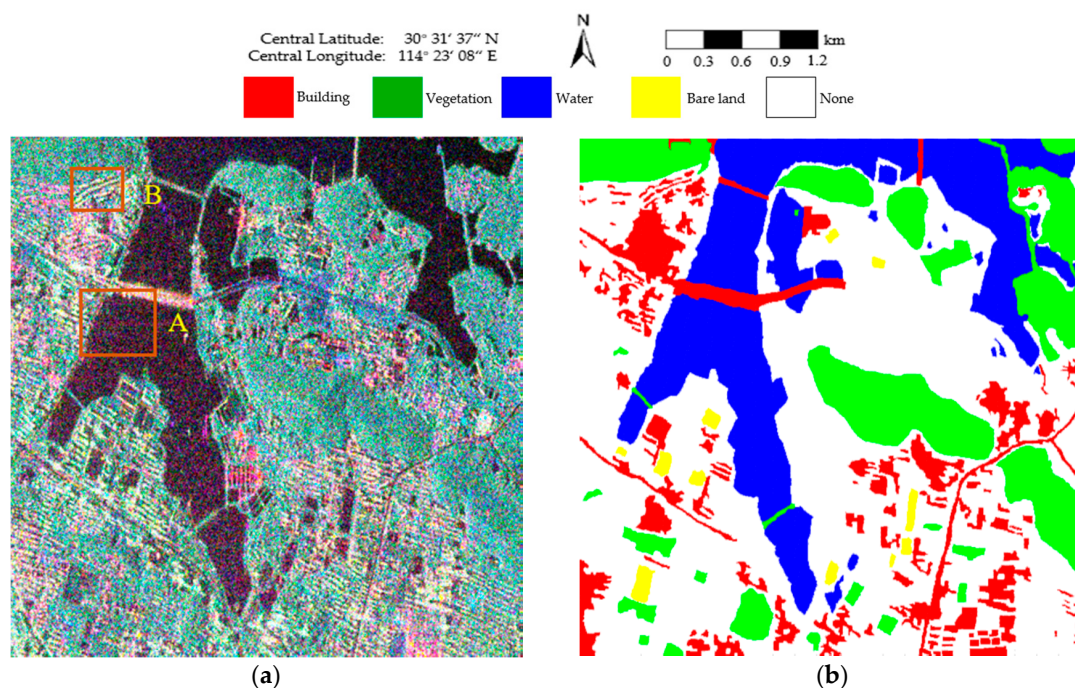 N
Central Latitude: 30° 31′ 37″ N
Central Longitude: 114° 23′ 08″ E
km
0 0.3 0.6 0.9 1.2
Building Vegetation Water Bare land None
B
A
(a) (b)